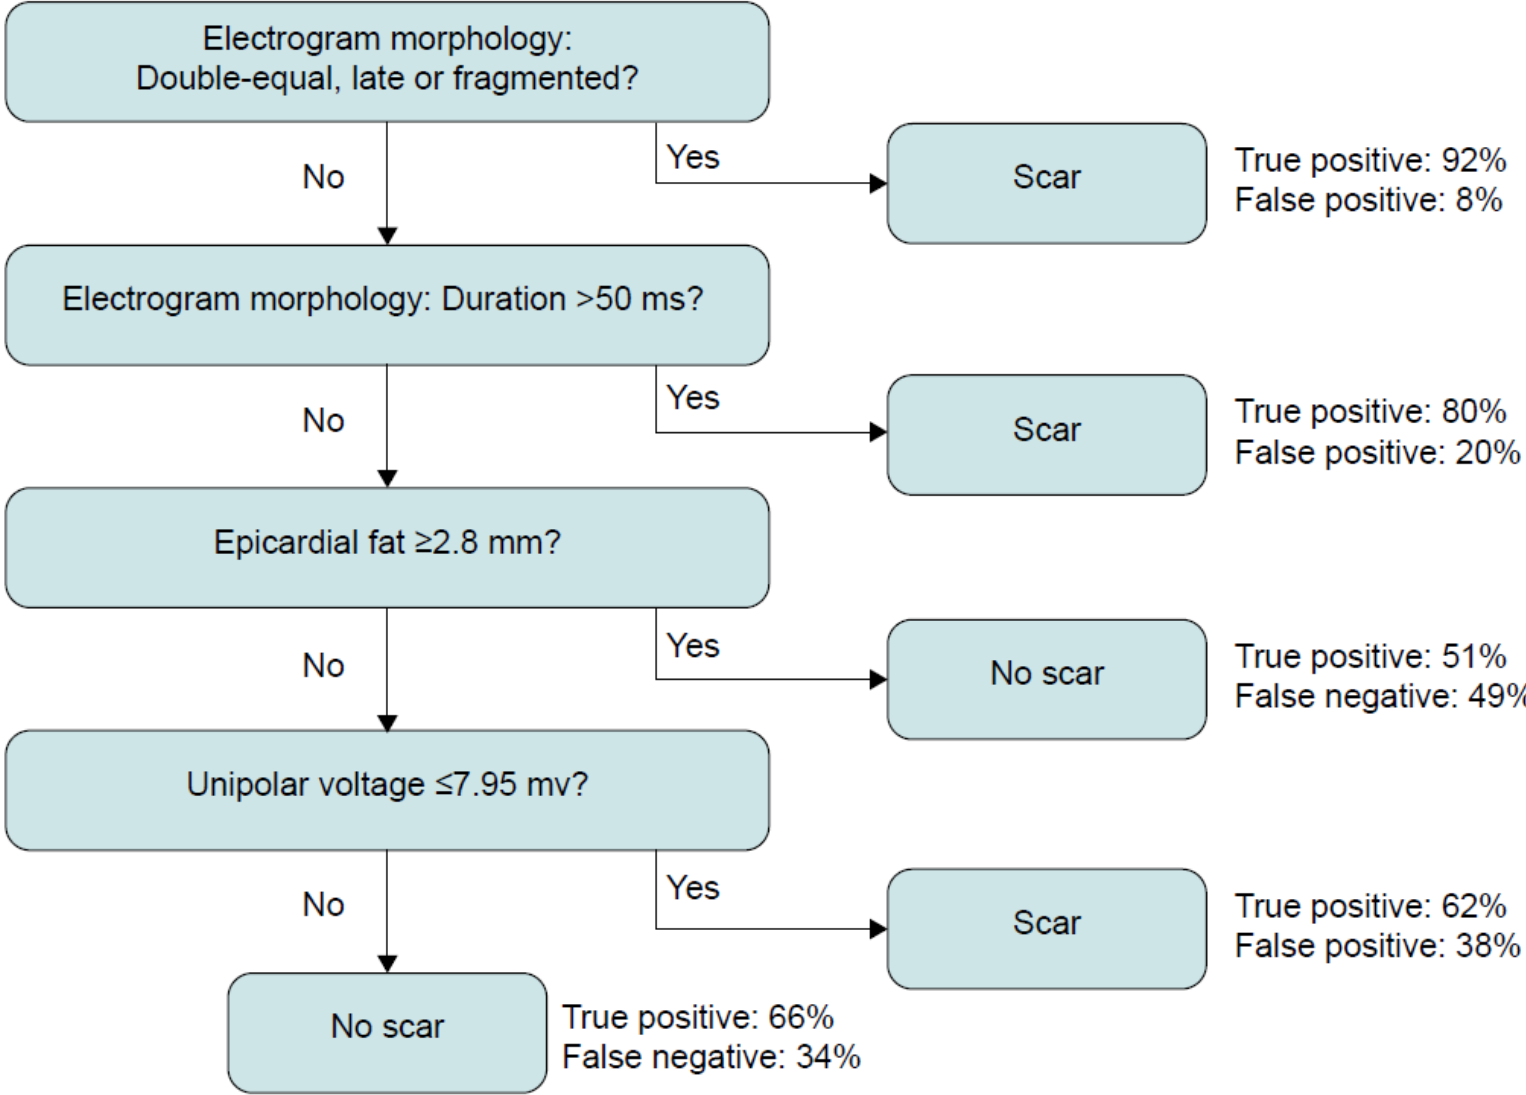 Electrogram morphology:
Double-equal, late or fragmented?
No
Yes
Scar
True positive: 92%
False positive: 8%
Electrogram morphology: Duration >50 ms?
No
Yes
Scar
True positive: 80%
False positive: 20%
Epicardial fat ≥2.8 mm?
No
Yes
No scar
True positive: 51%
False negative: 49%
Unipolar voltage ≤7.95 mv?
No
Yes
Scar
True positive: 62%
False positive: 38%
No scar
True positive: 66%
False negative: 34%